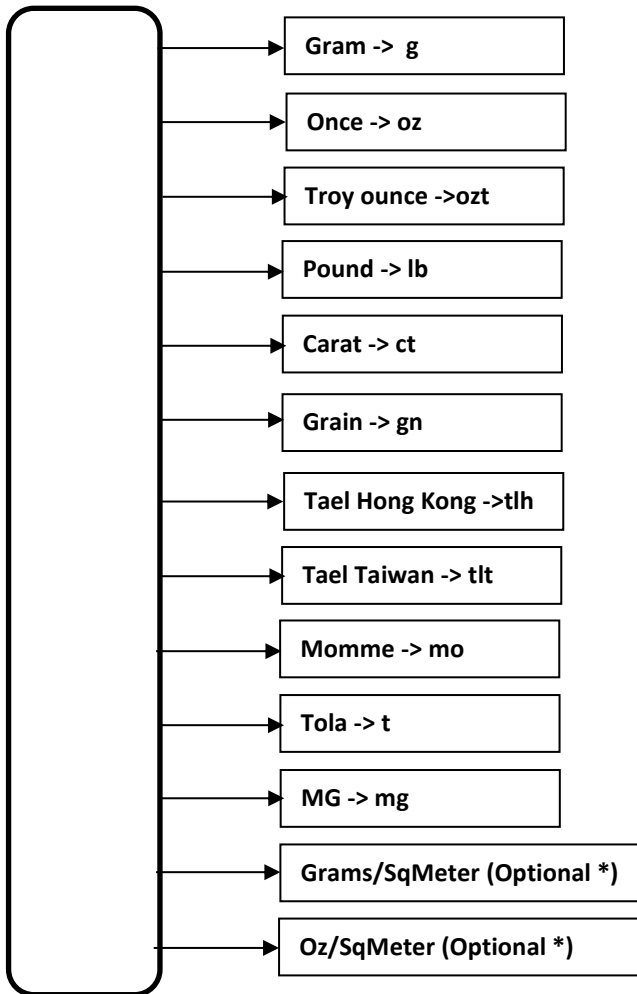 Gram -> g
Once -> oz
Troy ounce ->ozt
Pound -> lb
Carat -> ct
Grain -> gn
Tael Hong Kong ->tlh
Tael Taiwan -> tlt
Momme -> mo
Tola -> t
MG -> mg
Grams/SqMeter (Optional *)
Oz/SqMeter (Optional *)